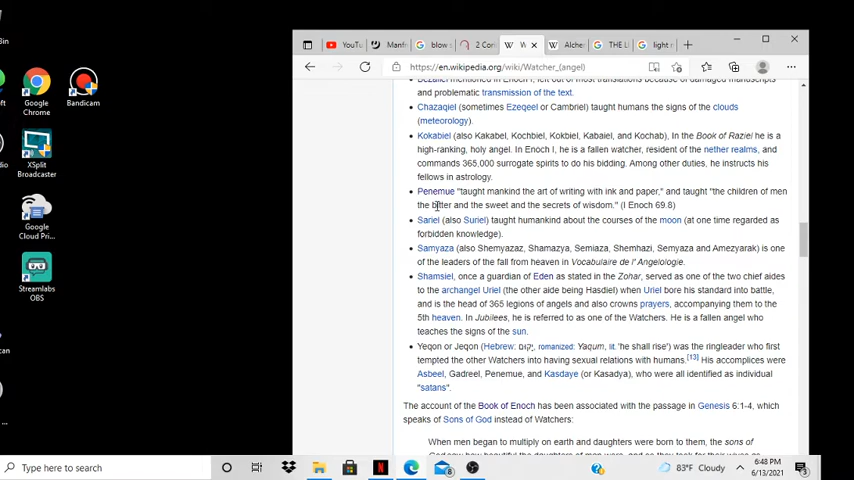 YouTu
Manf
blow s
2 Cor
W
Alche
THE LI
light r
https://en.wikipedia.org/wiki/Watcher_(angel)
Bin
Google
Chrome
Bandicam
XSplit
Broadcaster
Google
Cloud Pri...
Streamlabs
OBS
can
...
mentioned in Enoch I, left out of most translations because of damaged manuscripts
and problematic transmission of the text.
• Chazaqiel (sometimes Ezeqeel or Cambriel) taught humans the signs of the clouds
(meteorology).
• Kokabiel (also Kakabel, Kochbiel, Kokbiel, Kabaiel, and Kochab), In the Book of Raziel he is a
high-ranking, holy angel. In Enoch I, he is a fallen watcher, resident of the nether realms, and
commands 365,000 surrogate spirits to do his bidding. Among other duties, he instructs his
fellows in astrology.
• Penemue "taught mankind the art of writing with ink and paper," and taught "the children of men
the bitter and the sweet and the secrets of wisdom." (I Enoch 69.8)
• Sariel (also Suriel) taught humankind about the courses of the moon (at one time regarded as
forbidden knowledge).
• Samyaza (also Shemyazaz, Shamazya, Semiaza, Shemhazi, Semyaza and Amezyarak) is one
of the leaders of the fall from heaven in Vocabulaire de l' Angelologie.
• Shamsiel, once a guardian of Eden as stated in the Zohar, served as one of the two chief aides
to the archangel Uriel (the other aide being Hasdiel) when Uriel bore his standard into battle,
and is the head of 365 legions of angels and also crowns prayers, accompanying them to the
5th heaven. In Jubilees, he is referred to as one of the Watchers. He is a fallen angel who
teaches the signs of the sun.
• Yeqon or Jeqon (Hebrew: יָקוּם, romanized: Yaqum, lit. 'he shall rise') was the ringleader who first
tempted the other Watchers into having sexual relations with humans.[13] His accomplices were
Asbeel, Gadreel, Penemue, and Kasdaye (or Kasadya), who were all identified as individual
"satans".
The account of the Book of Enoch has been associated with the passage in Genesis 6:1-4, which
speaks of Sons of God instead of Watchers:
When men began to multiply on earth and daughters were born to them, the sons of
Type here to search
8
83°F Cloudy
6:48 PM
6/13/2021
3